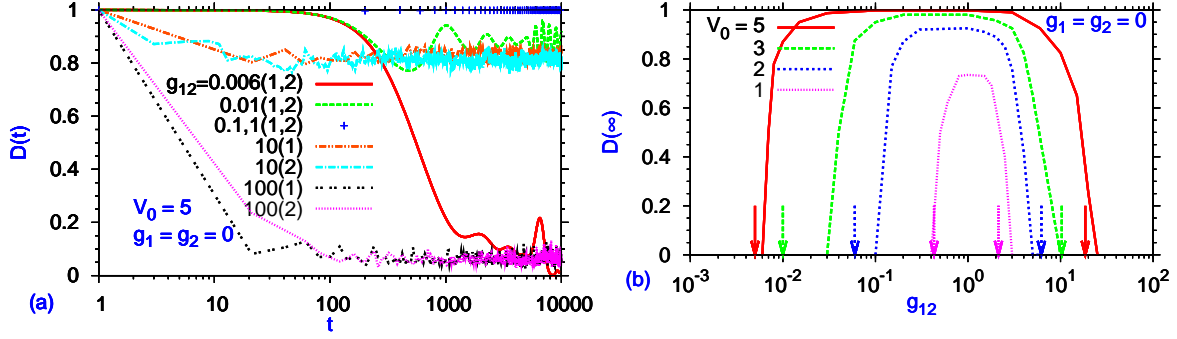 D(t)
1
0.8
0.6
0.4
0.2
0
g12=0.006(1,2)
0.01(1,2)
0.1,1(1,2)
10(1)
10(2)
100(1)
100(2)
V0 = 5
g1 = g2 = 0
1
10
100
1000
10000
t
(a)
D(∞)
1
0.8
0.6
0.4
0.2
0
V0 = 5
3
2
1
g1 = g2 = 0
10-3
10-2
10-1
100
101
102
g12
(b)